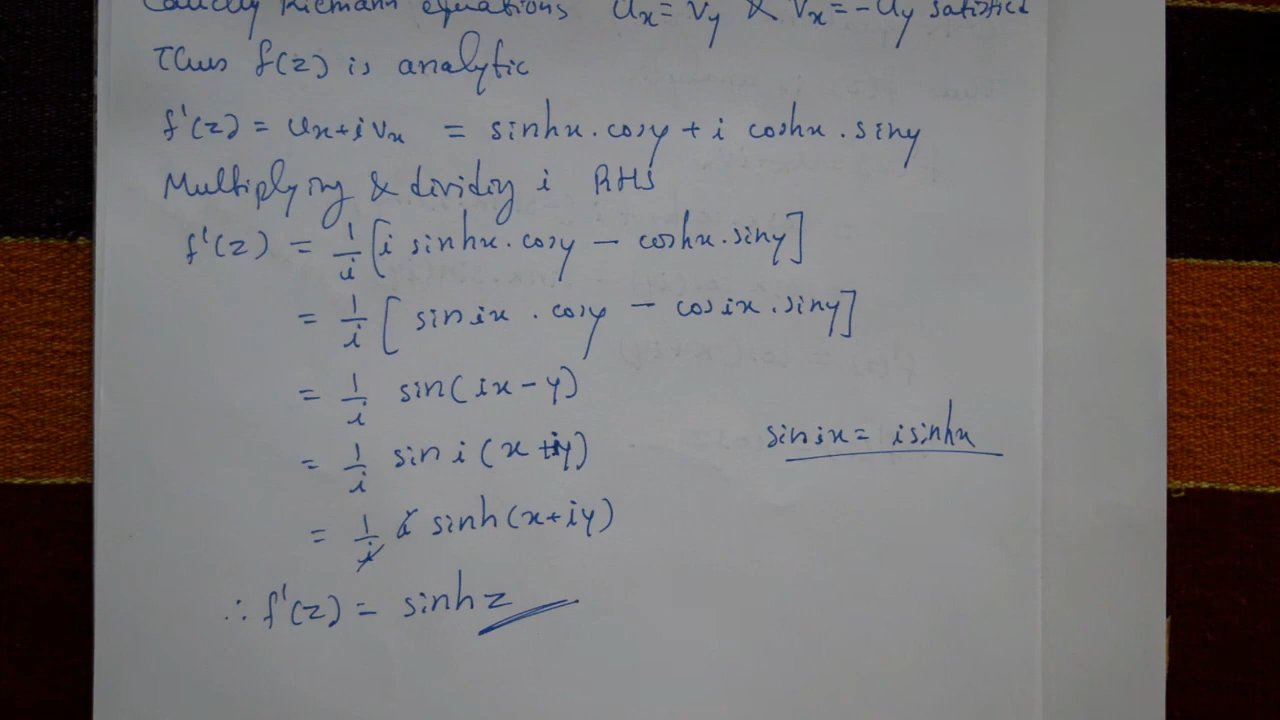 Cauchy Riemann equations Ux = Vy & Vx = -Uy satisfied
Thus f(z) is analytic
f'(z) = Ux + i Vx = sinhx . cosy + i coshx . siny
Multiplying & dividing i RHS
f'(z) = 1/i [i sinhx . cosy - coshx . siny]
= 1/i [sin ix . cosy - cos ix . siny]
= 1/i sin(ix - y)
= 1/i sin i (x + iy)
sin ix = i sinhx
= 1/i i sinh(x + iy)
∴ f'(z) = sinh z